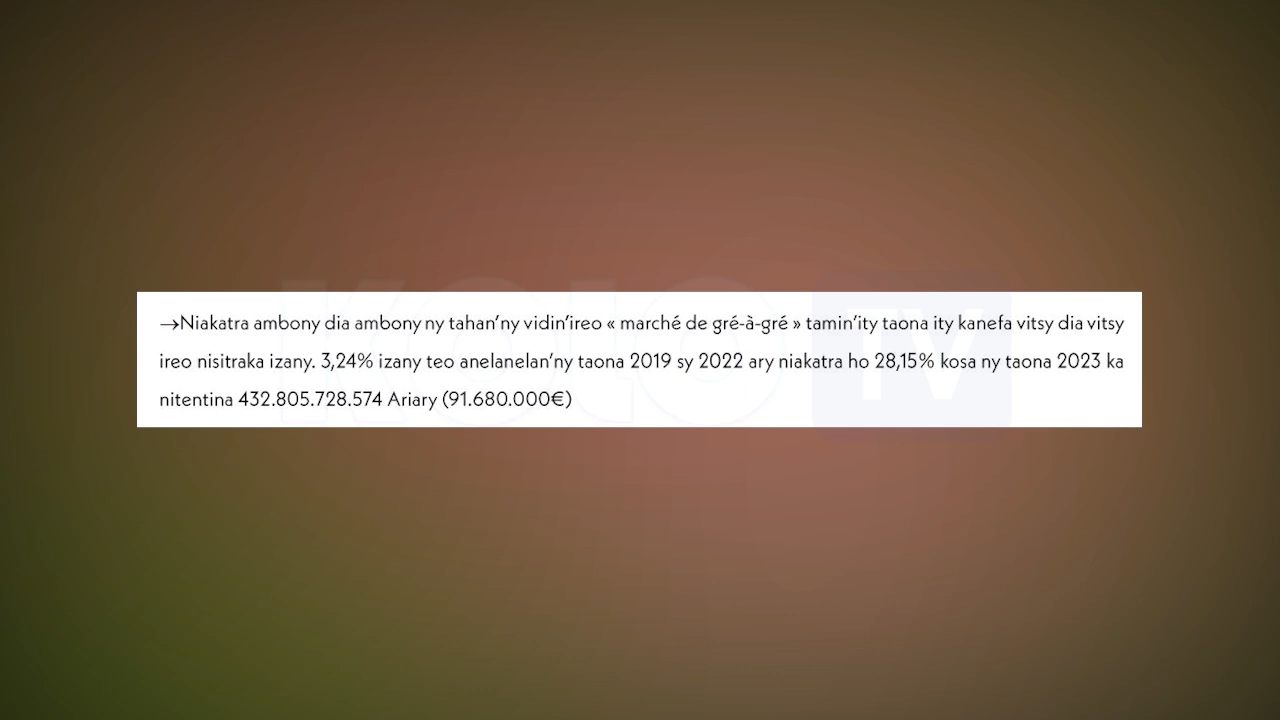 KOLO TV
→Niakatra ambony dia ambony ny tahan'ny vidin'ireo « marché de gré-à-gré » tamin'ity taona ity kanefa vitsy dia vitsy
ireo nisitraka izany. 3,24% izany teo anelanelan'ny taona 2019 sy 2022 ary niakatra ho 28,15% kosa ny taona 2023 ka
nitentina 432.805.728.574 Ariary (91.680.000€)